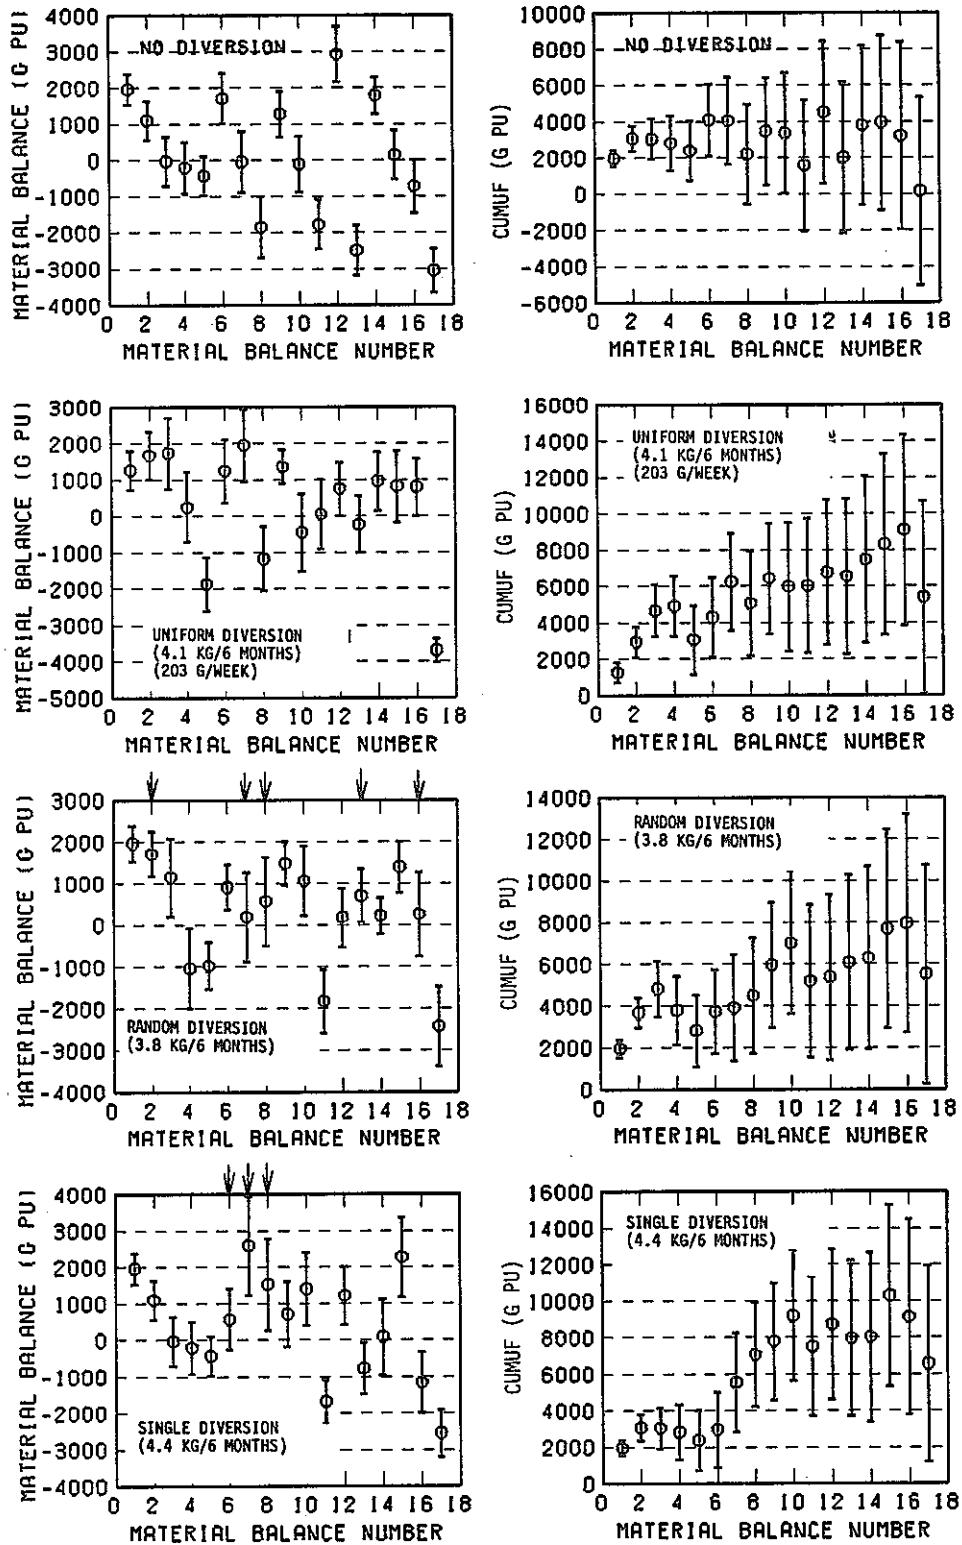 MATERIAL BALANCE (G PU)
4000
3000
2000
1000
0
-1000
-2000
-3000
-4000
NO DIVERSION
0 2 4 6 8 10 12 14 16 18
MATERIAL BALANCE NUMBER
CUMUF (G PU)
10000
8000
6000
4000
2000
0
-2000
-4000
-6000
NO DIVERSION
0 2 4 6 8 10 12 14 16 18
MATERIAL BALANCE NUMBER
MATERIAL BALANCE (G PU)
3000
2000
1000
0
-1000
-2000
-3000
-4000
-5000
UNIFORM DIVERSION
(4.1 KG/6 MONTHS)
(203 G/WEEK)
0 2 4 6 8 10 12 14 16 18
MATERIAL BALANCE NUMBER
CUMUF (G PU)
16000
14000
12000
10000
8000
6000
4000
2000
0
UNIFORM DIVERSION
(4.1 KG/6 MONTHS)
(203 G/WEEK)
0 2 4 6 8 10 12 14 16 18
MATERIAL BALANCE NUMBER
MATERIAL BALANCE (G PU)
3000
2000
1000
0
-1000
-2000
-3000
-4000
RANDOM DIVERSION
(3.8 KG/6 MONTHS)
0 2 4 6 8 10 12 14 16 18
MATERIAL BALANCE NUMBER
CUMUF (G PU)
14000
12000
10000
8000
6000
4000
2000
0
RANDOM DIVERSION
(3.8 KG/6 MONTHS)
0 2 4 6 8 10 12 14 16 18
MATERIAL BALANCE NUMBER
MATERIAL BALANCE (G PU)
4000
3000
2000
1000
0
-1000
-2000
-3000
-4000
SINGLE DIVERSION
(4.4 KG/6 MONTHS)
0 2 4 6 8 10 12 14 16 18
MATERIAL BALANCE NUMBER
CUMUF (G PU)
16000
14000
12000
10000
8000
6000
4000
2000
0
SINGLE DIVERSION
(4.4 KG/6 MONTHS)
0 2 4 6 8 10 12 14 16 18
MATERIAL BALANCE NUMBER